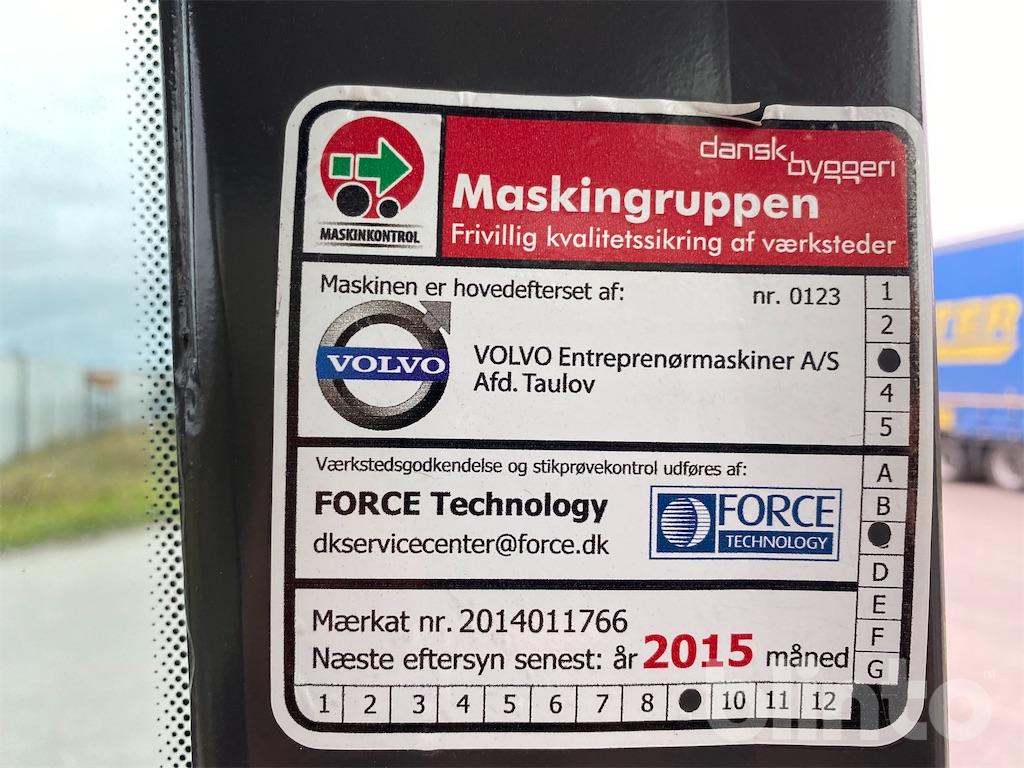 dansk
byggeri
Maskingruppen
Frivillig kvalitetssikring af værksteder
MASKINKONTROL
Maskinen er hovedefterset af:
nr. 0123
VOLVO
VOLVO Entreprenørmaskiner A/S
Afd. Taulov
1
2
4
5
Værkstedsgodkendelse og stikprøvekontrol udføres af:
FORCE Technology
dkservicecenter@force.dk
FORCE
TECHNOLOGY
A
B
D
E
F
G
Mærkat nr. 2014011766
Næste eftersyn senest: år 2015 måned
1 2 3 4 5 6 7 8 10 11 12
blinto